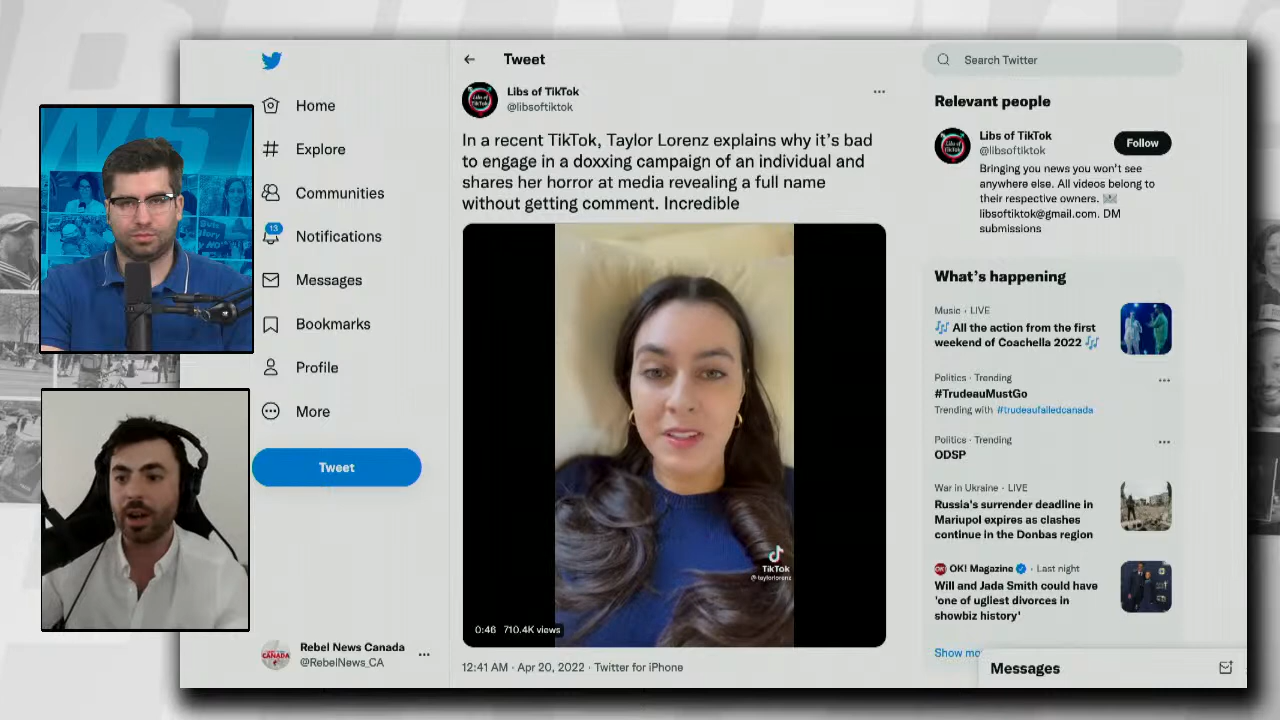 Home
Explore
Communities
13
Notifications
Messages
Bookmarks
Profile
More
Tweet
CANADA
Rebel News Canada
@RebelNews_CA
Tweet
Libs of TikTok
@libsoftiktok
In a recent TikTok, Taylor Lorenz explains why it's bad
to engage in a doxxing campaign of an individual and
shares her horror at media revealing a full name
without getting comment. Incredible
TikTok
@taylorlorenz
0:46 710.4K views
12:41 AM · Apr 20, 2022 · Twitter for iPhone
Search Twitter
Relevant people
Libs of TikTok
@libsoftiktok
Follow
Bringing you news you won't see
anywhere else. All videos belong to
their respective owners. 📩
libsoftiktok@gmail.com. DM
submissions
What's happening
Music · LIVE
🎶 All the action from the first
weekend of Coachella 2022 🎶
Politics · Trending
#TrudeauMustGo
Trending with #trudeaufailedcanada
Politics · Trending
ODSP
War in Ukraine · LIVE
Russia's surrender deadline in
Mariupol expires as clashes
continue in the Donbas region
OK! Magazine · Last night
Will and Jada Smith could have
'one of ugliest divorces in
showbiz history'
Show mo
Messages